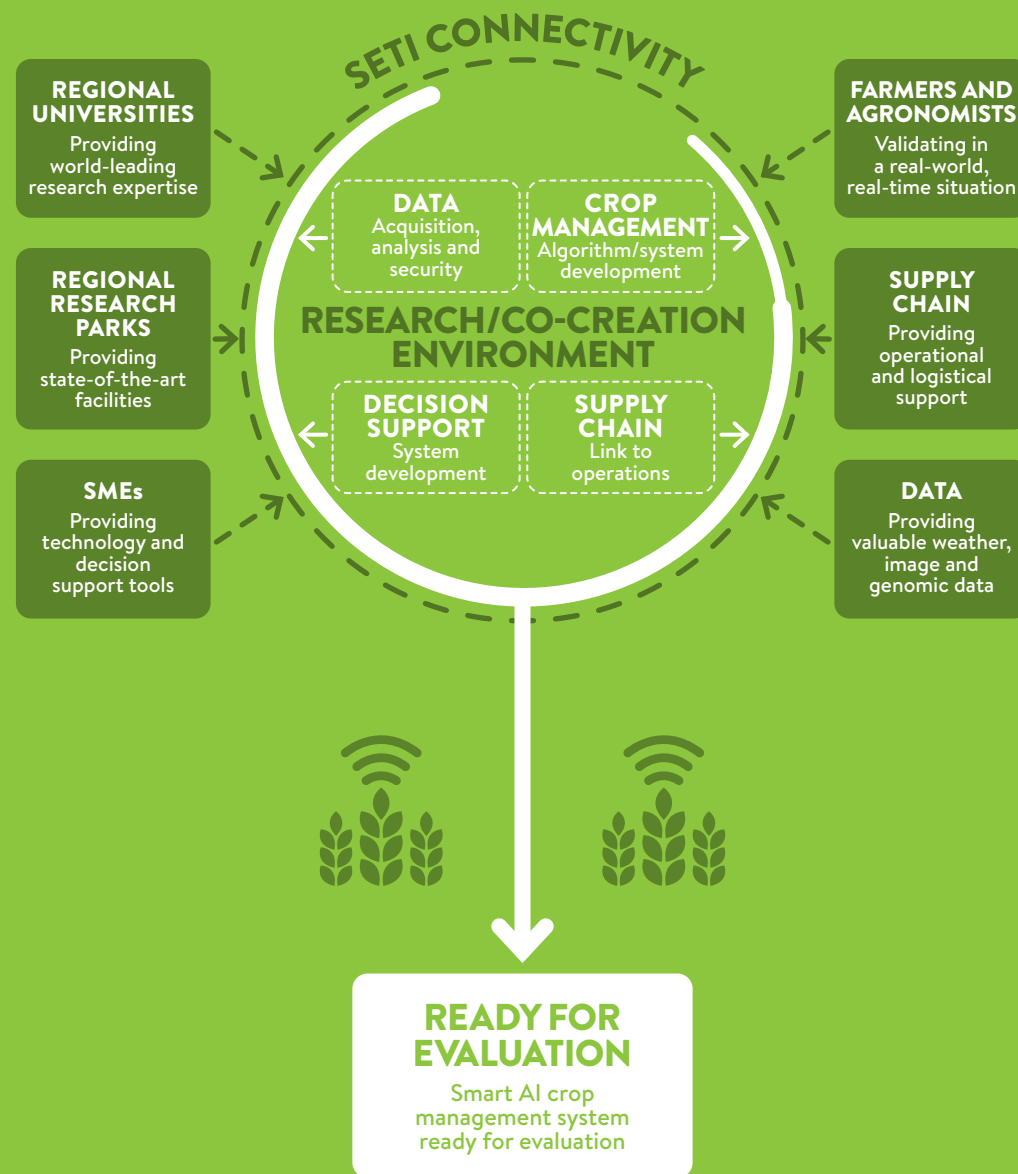 SETI CONNECTIVITY
REGIONAL
UNIVERSITIES
Providing
world-leading
research expertise
REGIONAL
RESEARCH
PARKS
Providing
state-of-the-art
facilities
SMEs
Providing
technology and
decision
support tools
DATA
Acquisition,
analysis and
security
CROP
MANAGEMENT
Algorithm/system
development
RESEARCH/CO-CREATION
ENVIRONMENT
DECISION
SUPPORT
System
development
SUPPLY
CHAIN
Link to
operations
FARMERS AND
AGRONOMISTS
Validating in
a real-world,
real-time situation
SUPPLY
CHAIN
Providing
operational
and logistical
support
DATA
Providing
valuable weather,
image and
genomic data
READY FOR
EVALUATION
Smart AI crop
management system
ready for evaluation